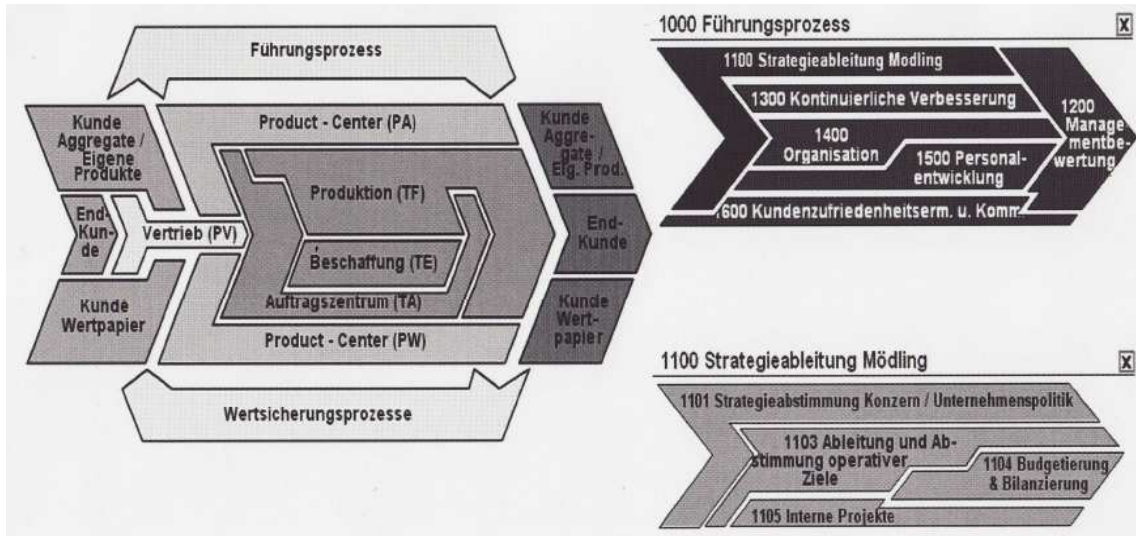 Führungsprozess
Kunde
Aggregate /
Eigene
Produkte
Product - Center (PA)
Kunde
Aggre-
gate /
Eig. Prod.
Produktion (TF)
End-
Kun-
de
Vertrieb (PV)
End-
Kunde
Beschaffung (TE)
Auftragszentrum (TA)
Kunde
Wertpapier
Product - Center (PW)
Kunde
Wert-
papier
Wertsicherungsprozesse
1000 Führungsprozess
X
1100 Strategieableitung Modling
1300 Kontinuierliche Verbesserung
1200
Manage
mentbe-
wertung
1400
Organisation
1500 Personal-
entwicklung
1600 Kundenzufriedenheitserm. u. Komm
1100 Strategieableitung Mödling
X
1101 Strategieabstimmung Konzern / Unternehmenspolitik
1103 Ableitung und Ab-
stimmung operativer
Ziele
1104 Budgetierung
& Bilanzierung
1105 Interne Projekte